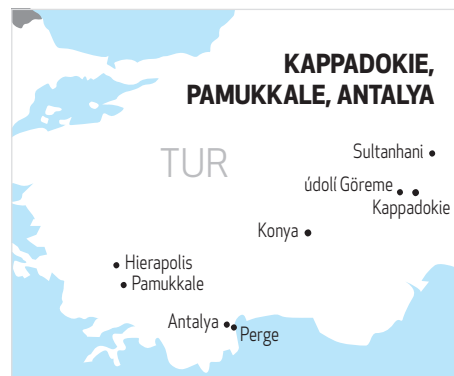 KAPPADOKIE,
PAMUKKALE, ANTALYA
TUR
Sultanhani
údolí Göreme
Kappadokie
Konya
Hierapolis
Pamukkale
Antalya
Perge